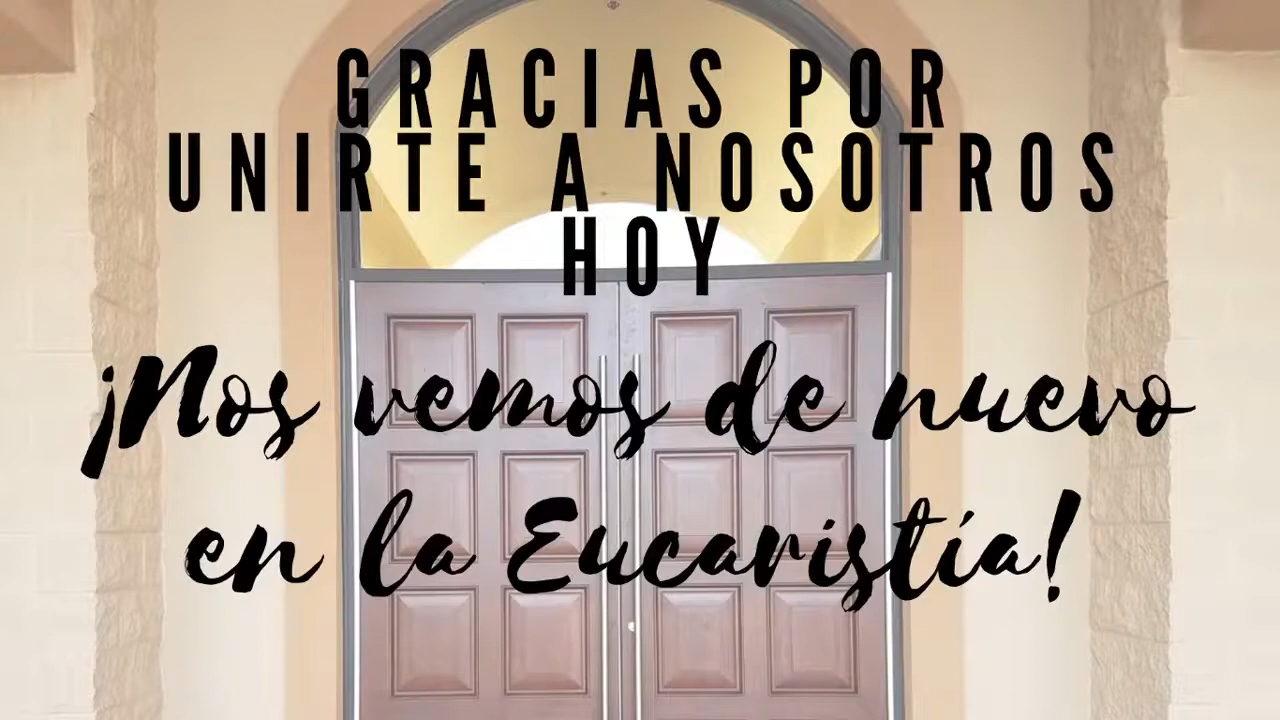 GRACIAS POR
UNIRTE A NOSOTROS
HOY
¡Nos vemos de nuevo
en la Eucaristía!